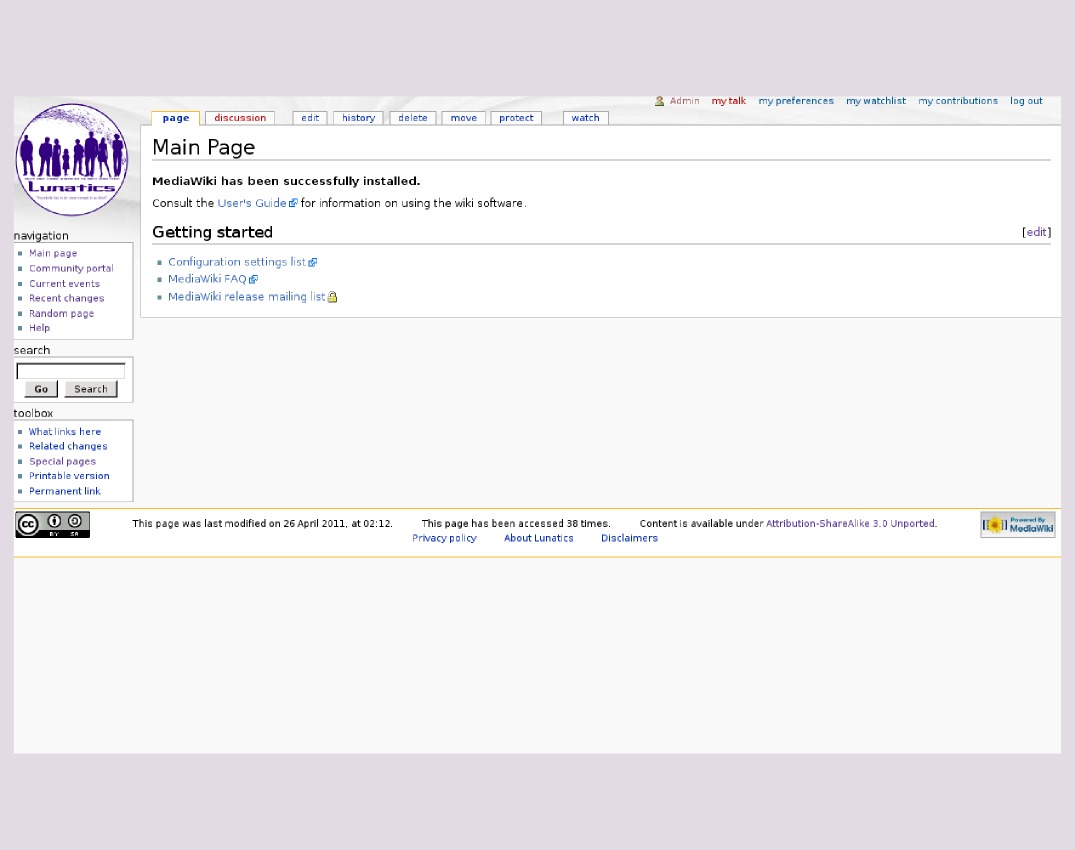 Admin my talk my preferences my watchlist my contributions log out
page discussion edit history delete move protect watch
Lunatics
Main Page
MediaWiki has been successfully installed.
Consult the User's Guide for information on using the wiki software.
Getting started [edit]
Configuration settings list
MediaWiki FAQ
MediaWiki release mailing list
navigation
Main page
Community portal
Current events
Recent changes
Random page
Help
search
Go Search
toolbox
What links here
Related changes
Special pages
Printable version
Permanent link
cc BY SA
This page was last modified on 26 April 2011, at 02:12. This page has been accessed 38 times. Content is available under Attribution-ShareAlike 3.0 Unported.
Privacy policy About Lunatics Disclaimers
Powered By
MediaWiki